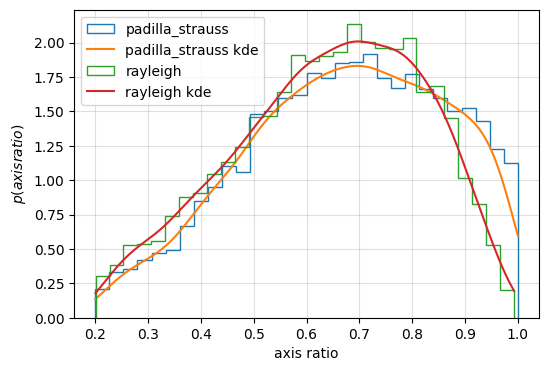 padilla_strauss
padilla_strauss kde
rayleigh
rayleigh kde
2.00
1.75
1.50
1.25
1.00
0.75
0.50
0.25
0.00
p(axisratio)
0.2 0.3 0.4 0.5 0.6 0.7 0.8 0.9 1.0
axis ratio